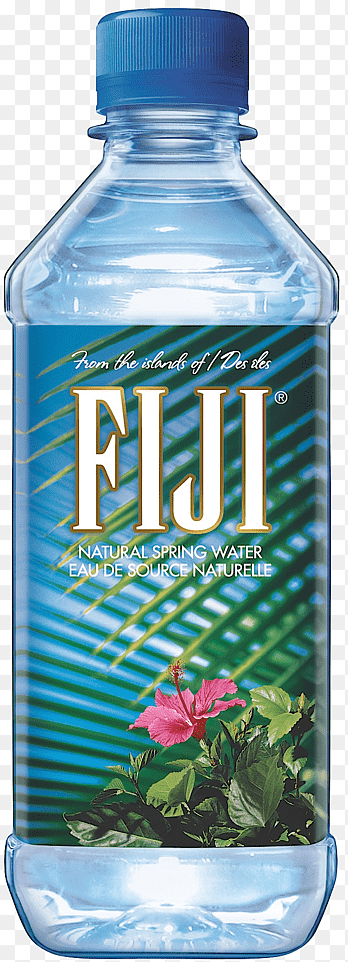 From the islands of / Des îles
FIJI®
NATURAL SPRING WATER
EAU DE SOURCE NATURELLE